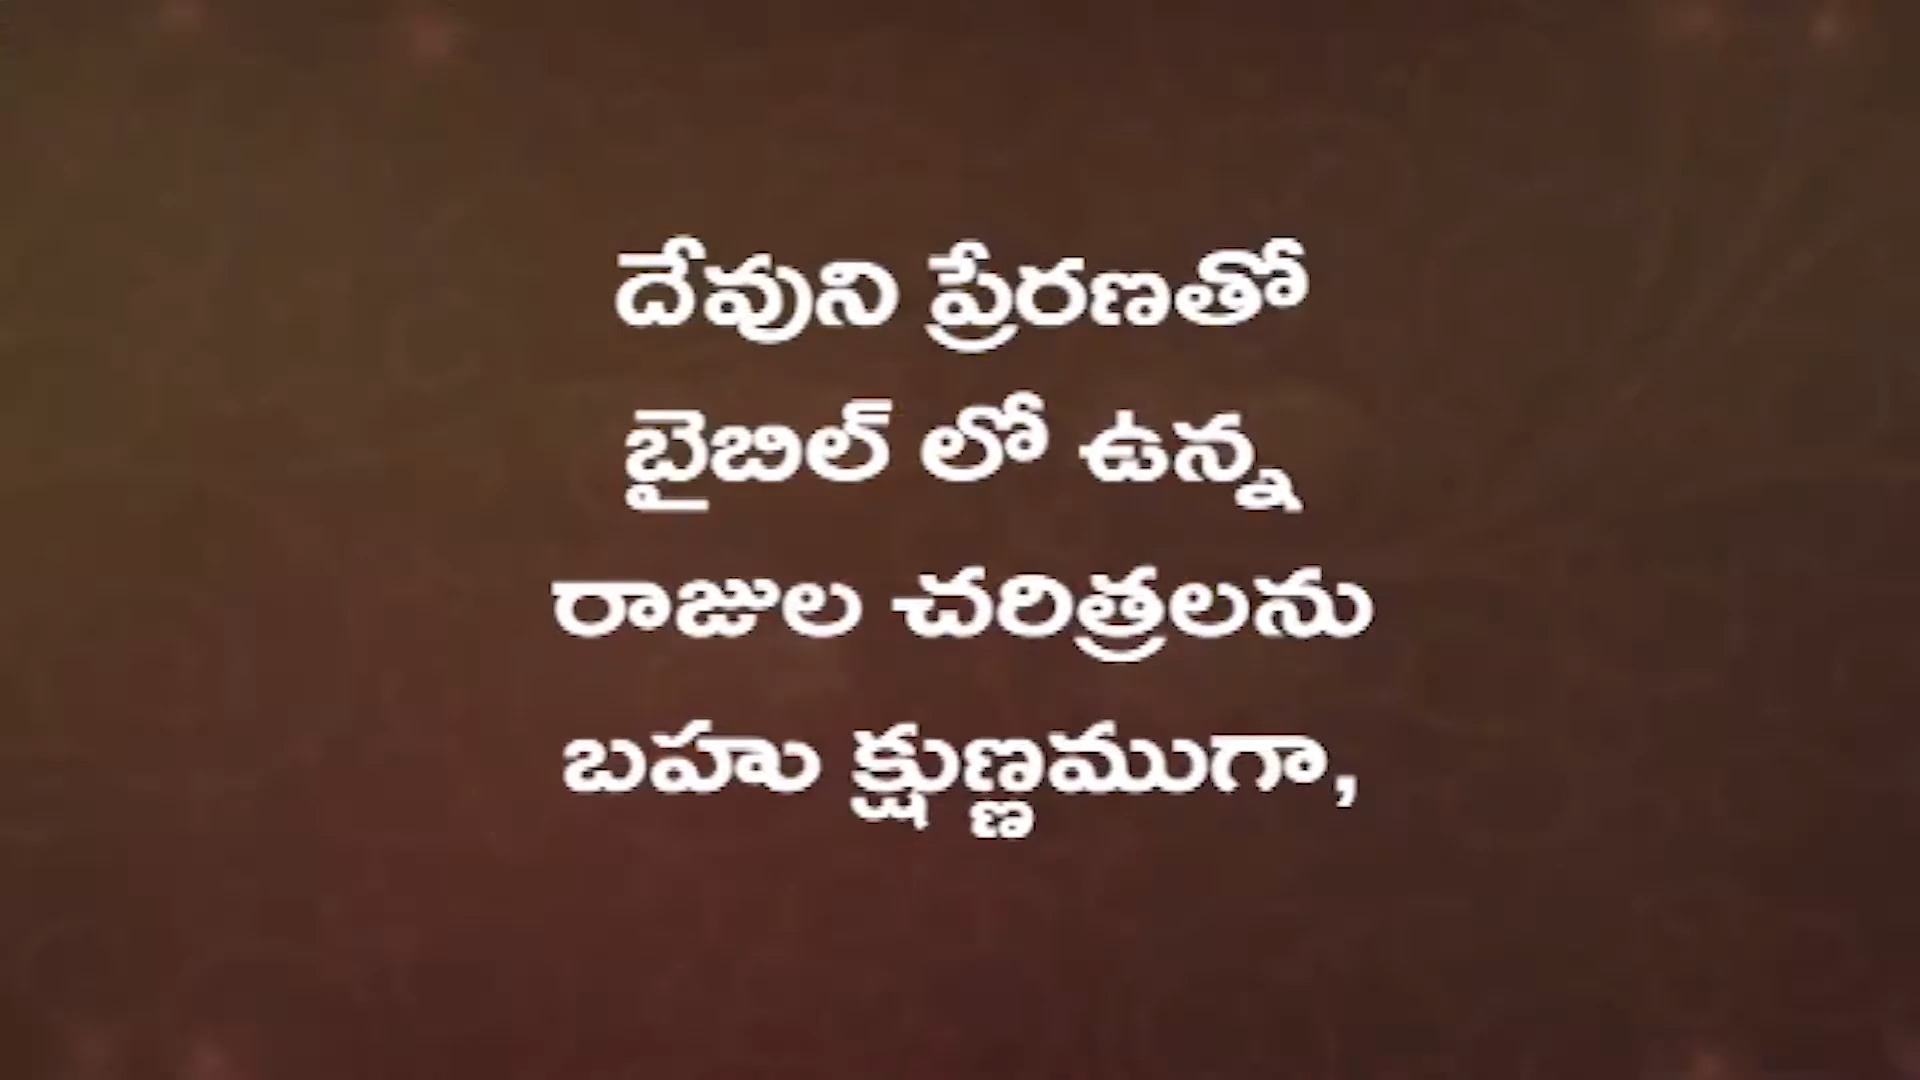 దేవుని ప్రేరణతో
బైబిల్ లో ఉన్న
రాజుల చరిత్రలను
బహు క్షుణ్ణముగా,